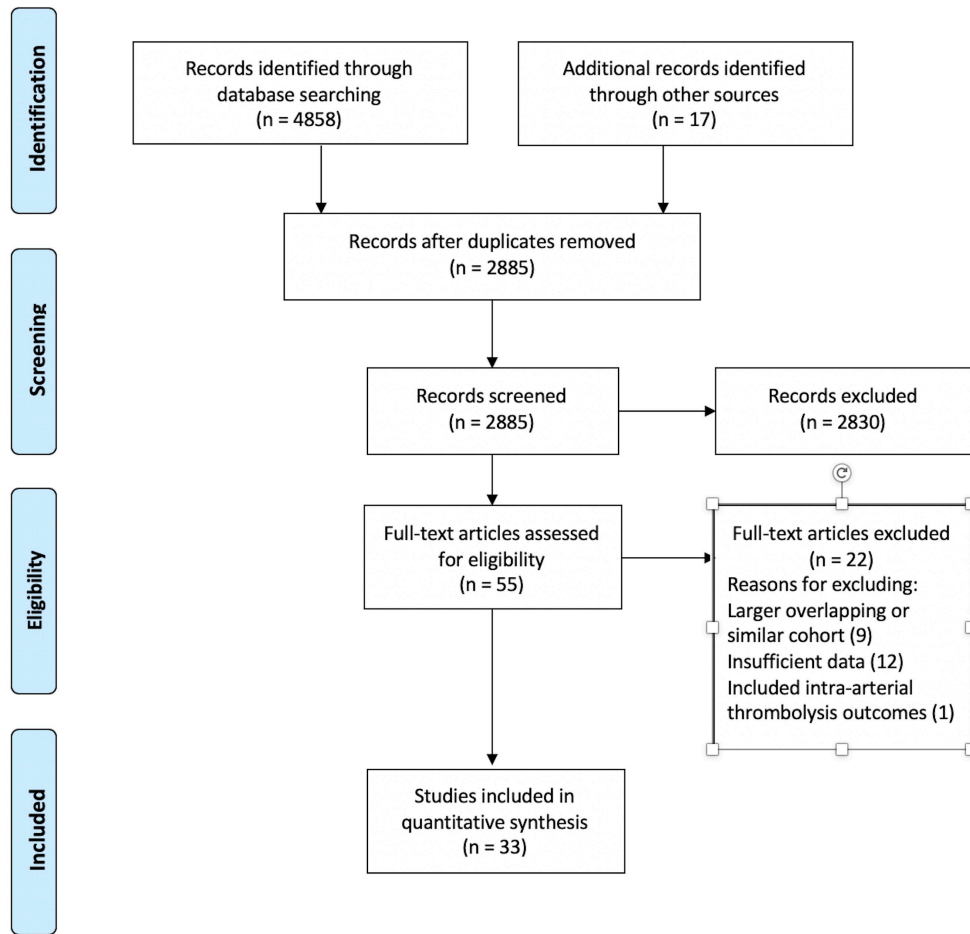 Identification
Records identified through
database searching
(n = 4858)
Additional records identified
through other sources
(n = 17)
Records after duplicates removed
(n = 2885)
Screening
Records screened
(n = 2885)
Records excluded
(n = 2830)
Eligibility
Full-text articles assessed
for eligibility
(n = 55)
Full-text articles excluded
(n = 22)
Reasons for excluding:
Larger overlapping or
similar cohort (9)
Insufficient data (12)
Included intra-arterial
thrombolysis outcomes (1)
Included
Studies included in
quantitative synthesis
(n = 33)